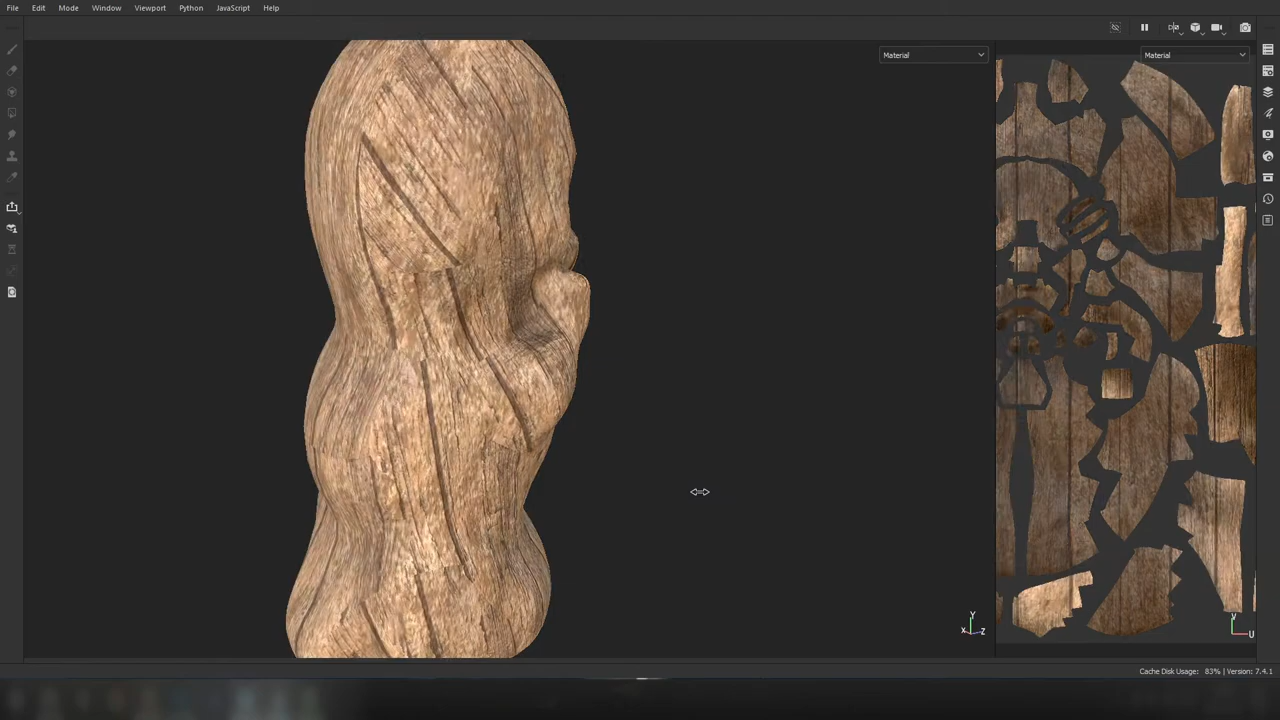 File Edit Mode Window Viewport Python JavaScript Help
Material
Material
Y
X Z
V
U
Cache Disk Usage: 83% | Version: 7.4.1